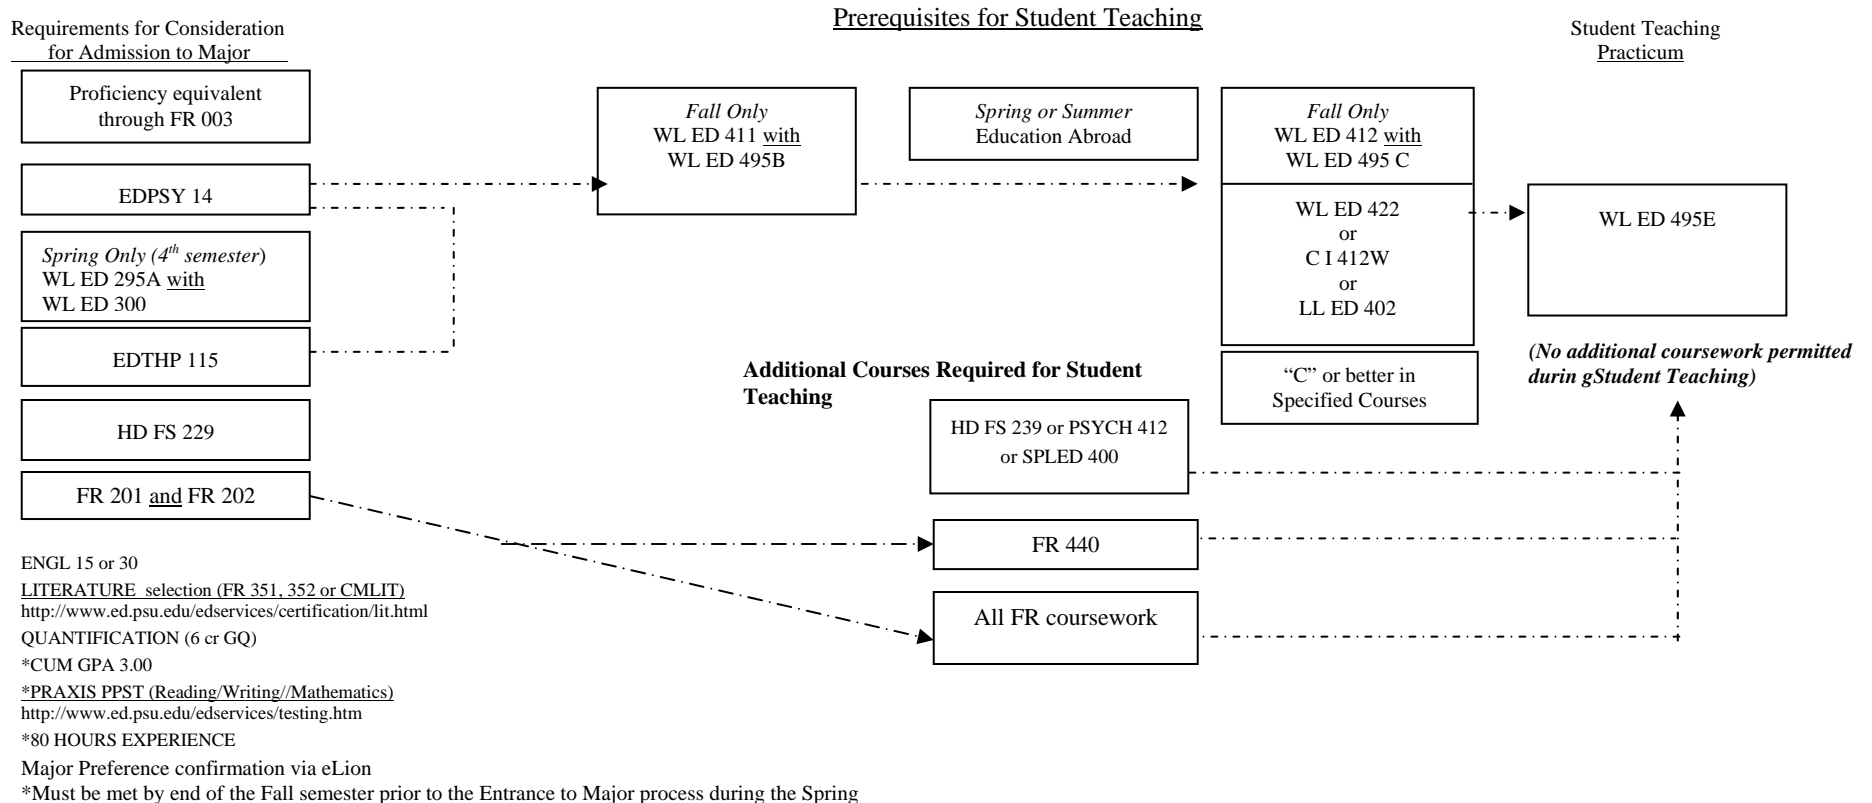 Prerequisites for Student Teaching
Requirements for Consideration
for Admission to Major
Proficiency equivalent
through FR 003
EDPSY 14
Spring Only (4th semester)
WL ED 295A with
WL ED 300
EDTHP 115
HD FS 229
FR 201 and FR 202
ENGL 15 or 30
LITERATURE  selection (FR 351, 352 or CMLIT)
http://www.ed.psu.edu/edservices/certification/lit.html
QUANTIFICATION (6 cr GQ)
*CUM GPA 3.00
*PRAXIS PPST (Reading/Writing//Mathematics)
http://www.ed.psu.edu/edservices/testing.htm
*80 HOURS EXPERIENCE
Major Preference confirmation via eLion
*Must be met by end of the Fall semester prior to the Entrance to Major process during the Spring
Fall Only
WL ED 411 with
WL ED 495B
Spring or Summer
Education Abroad
Fall Only
WL ED 412 with
WL ED 495 C
WL ED 422
or
C I 412W
or
LL ED 402
"C" or better in
Specified Courses
Additional Courses Required for Student
Teaching
HD FS 239 or PSYCH 412
or SPLED 400
FR 440
All FR coursework
Student Teaching
Practicum
WL ED 495E
(No additional coursework permitted
durin gStudent Teaching)